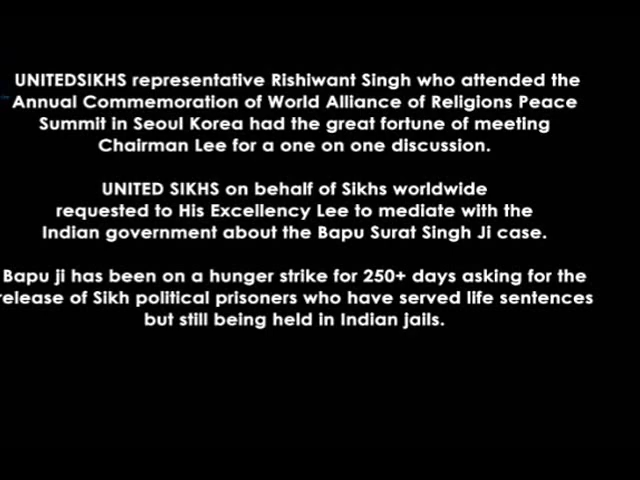 UNITEDSIKHS representative Rishiwant Singh who attended the
Annual Commemoration of World Alliance of Religions Peace
Summit in Seoul Korea had the great fortune of meeting
Chairman Lee for a one on one discussion.
UNITED SIKHS on behalf of Sikhs worldwide
requested to His Excellency Lee to mediate with the
Indian government about the Bapu Surat Singh Ji case.
Bapu ji has been on a hunger strike for 250+ days asking for the
release of Sikh political prisoners who have served life sentences
but still being held in Indian jails.